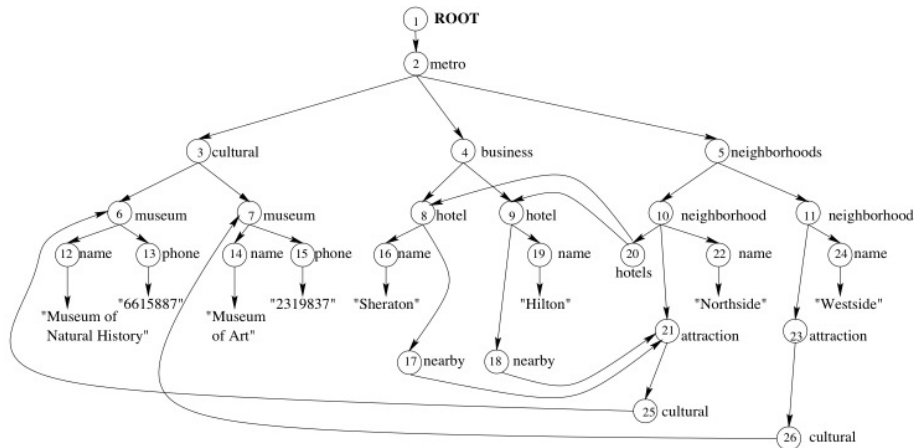 1 ROOT
2 metro
3 cultural
4 business
5 neighborhoods
6 museum
7 museum
8 hotel
9 hotel
10 neighborhood
11 neighborhood
12 name
13 phone
14 name
15 phone
16 name
19 name
20
22 name
24 name
hotels
"Museum of
Natural History"
"6615887"
"Museum
of Art"
"2319837"
"Sheraton"
"Hilton"
"Northside"
"Westside"
21 attraction
23 attraction
17 nearby
18 nearby
25 cultural
26 cultural